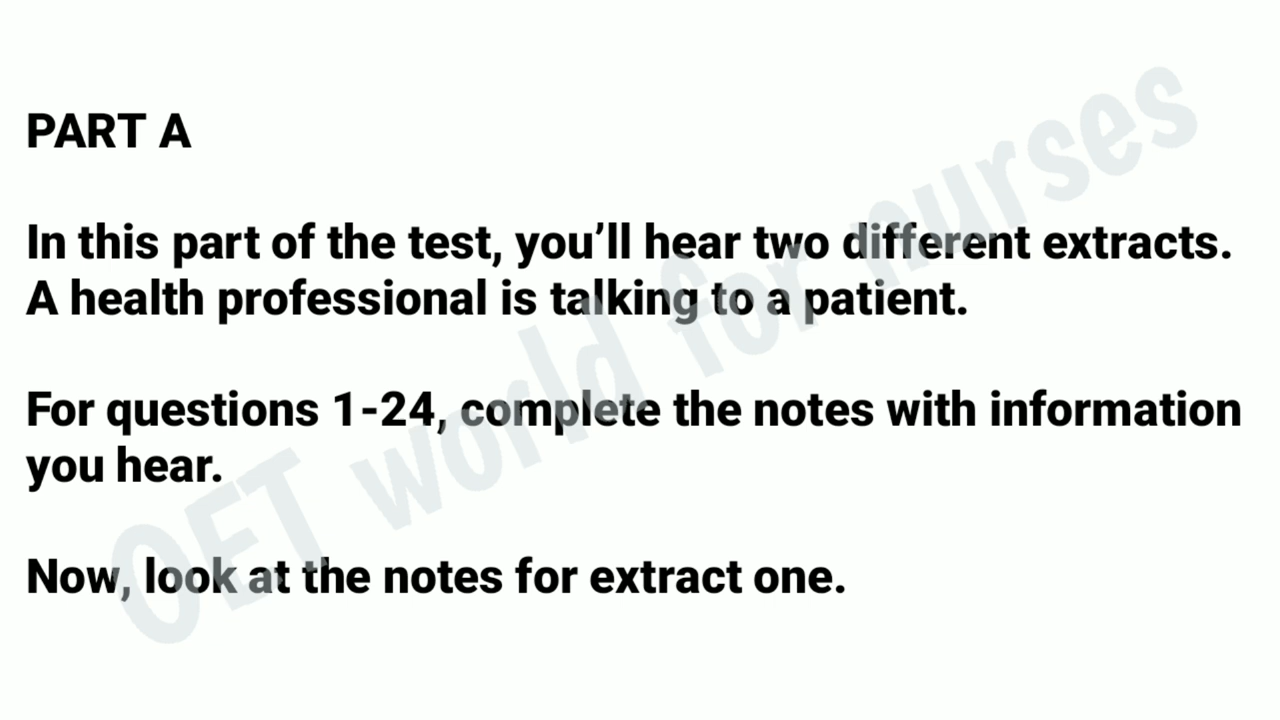 PART A
In this part of the test, you’ll hear two different extracts.
A health professional is talking to a patient.
For questions 1-24, complete the notes with information
you hear.
Now, look at the notes for extract one.
OET world for nurses